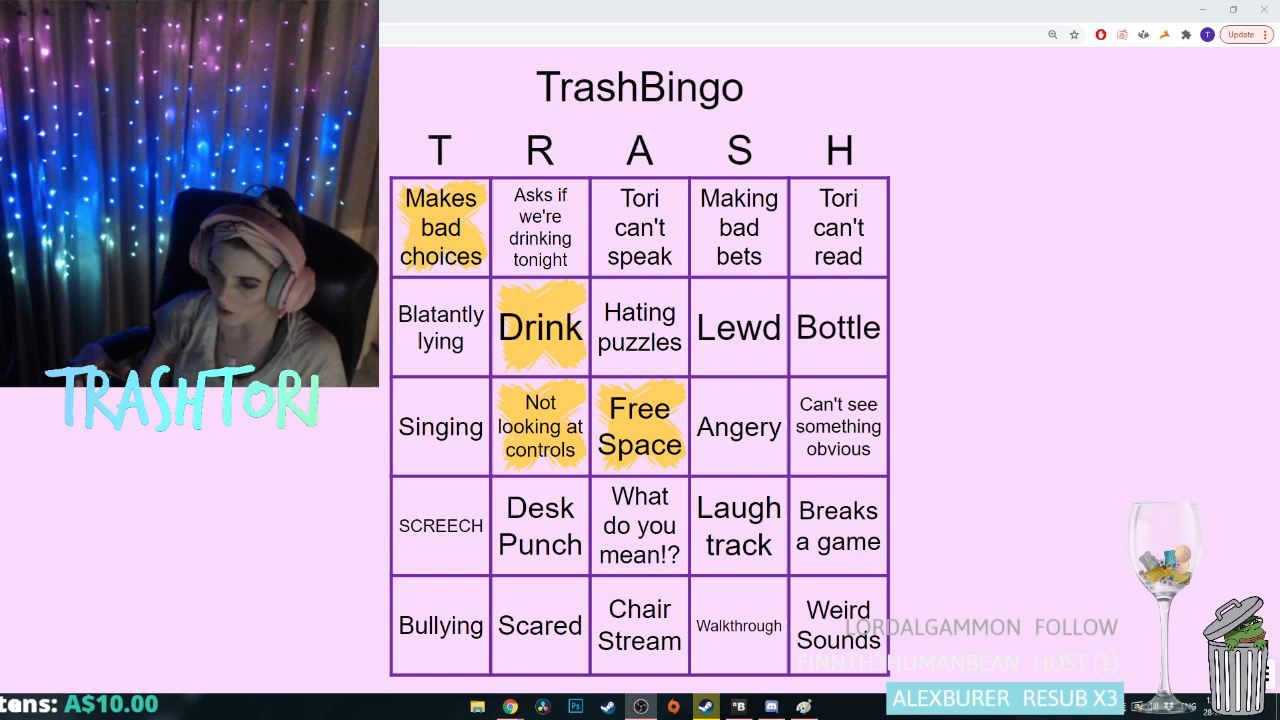 Update
TrashBingo
T R A S H
Makes
bad
choices
Asks if
we're
drinking
tonight
Tori
can't
speak
Making
bad
bets
Tori
can't
read
Blatantly
lying
Drink
Hating
puzzles
Lewd
Bottle
Singing
Not
looking at
controls
Free
Space
Angery
Can't see
something
obvious
SCREECH
Desk
Punch
What
do you
mean!?
Laugh
track
Breaks
a game
Bullying
Scared
Chair
Stream
Walkthrough
Weird
Sounds
TRASHTORI
LORDALGAMMON FOLLOW
FINNTH3HUMANBEAN HOST (1)
ALEXBURER RESUB X3
A$10.00
ENG